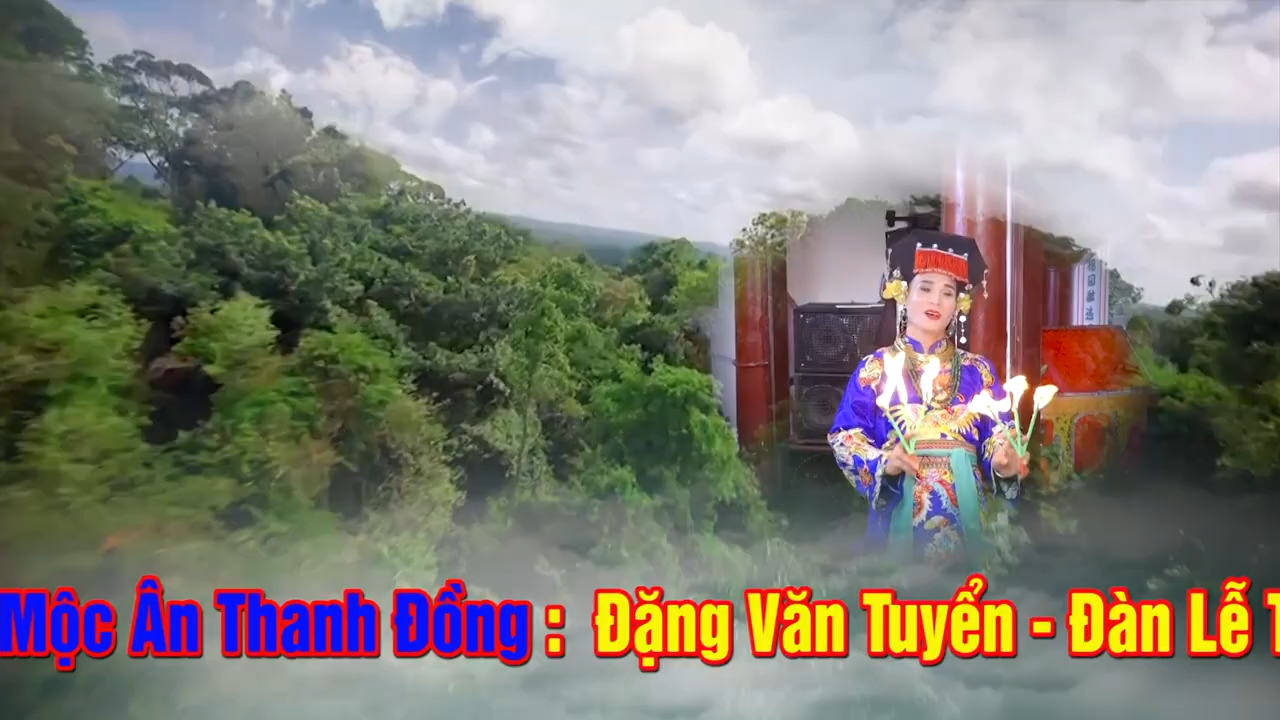 Mộc Ân Thanh Đồng : Đặng Văn Tuyển - Đàn Lễ